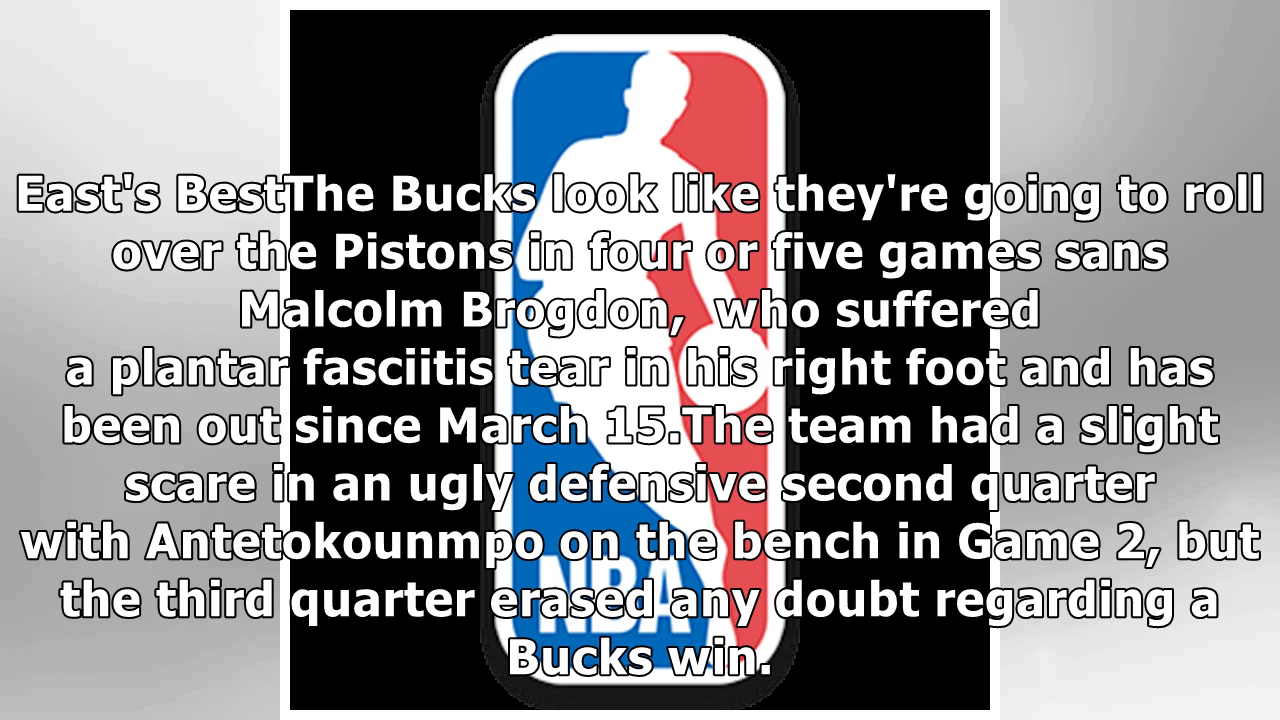 East's BestThe Bucks look like they're going to roll
over the Pistons in four or five games sans
Malcolm Brogdon,  who suffered
a plantar fasciitis tear in his right foot and has
been out since March 15.The team had a slight
scare in an ugly defensive second quarter
with Antetokounmpo on the bench in Game 2, but
the third quarter erased any doubt regarding a
Bucks win.
NBA